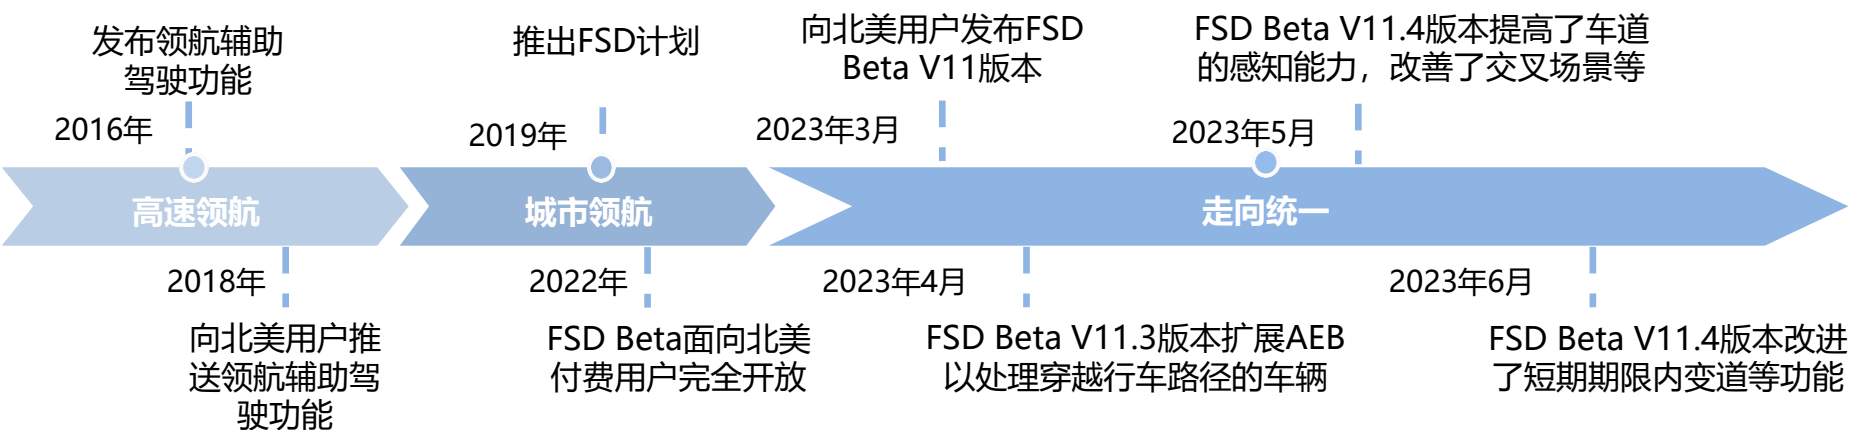 发布领航辅助
驾驶功能
2016年
推出FSD计划
2019年
向北美用户发布FSD
Beta V11版本
2023年3月
FSD Beta V11.4版本提高了车道
的感知能力，改善了交叉场景等
2023年5月
高速领航
城市领航
走向统一
2018年
向北美用户推
送领航辅助驾
驶功能
2022年
FSD Beta面向北美
付费用户完全开放
2023年4月
FSD Beta V11.3版本扩展AEB
以处理穿越行车路径的车辆
2023年6月
FSD Beta V11.4版本改进
了短期期限内变道等功能